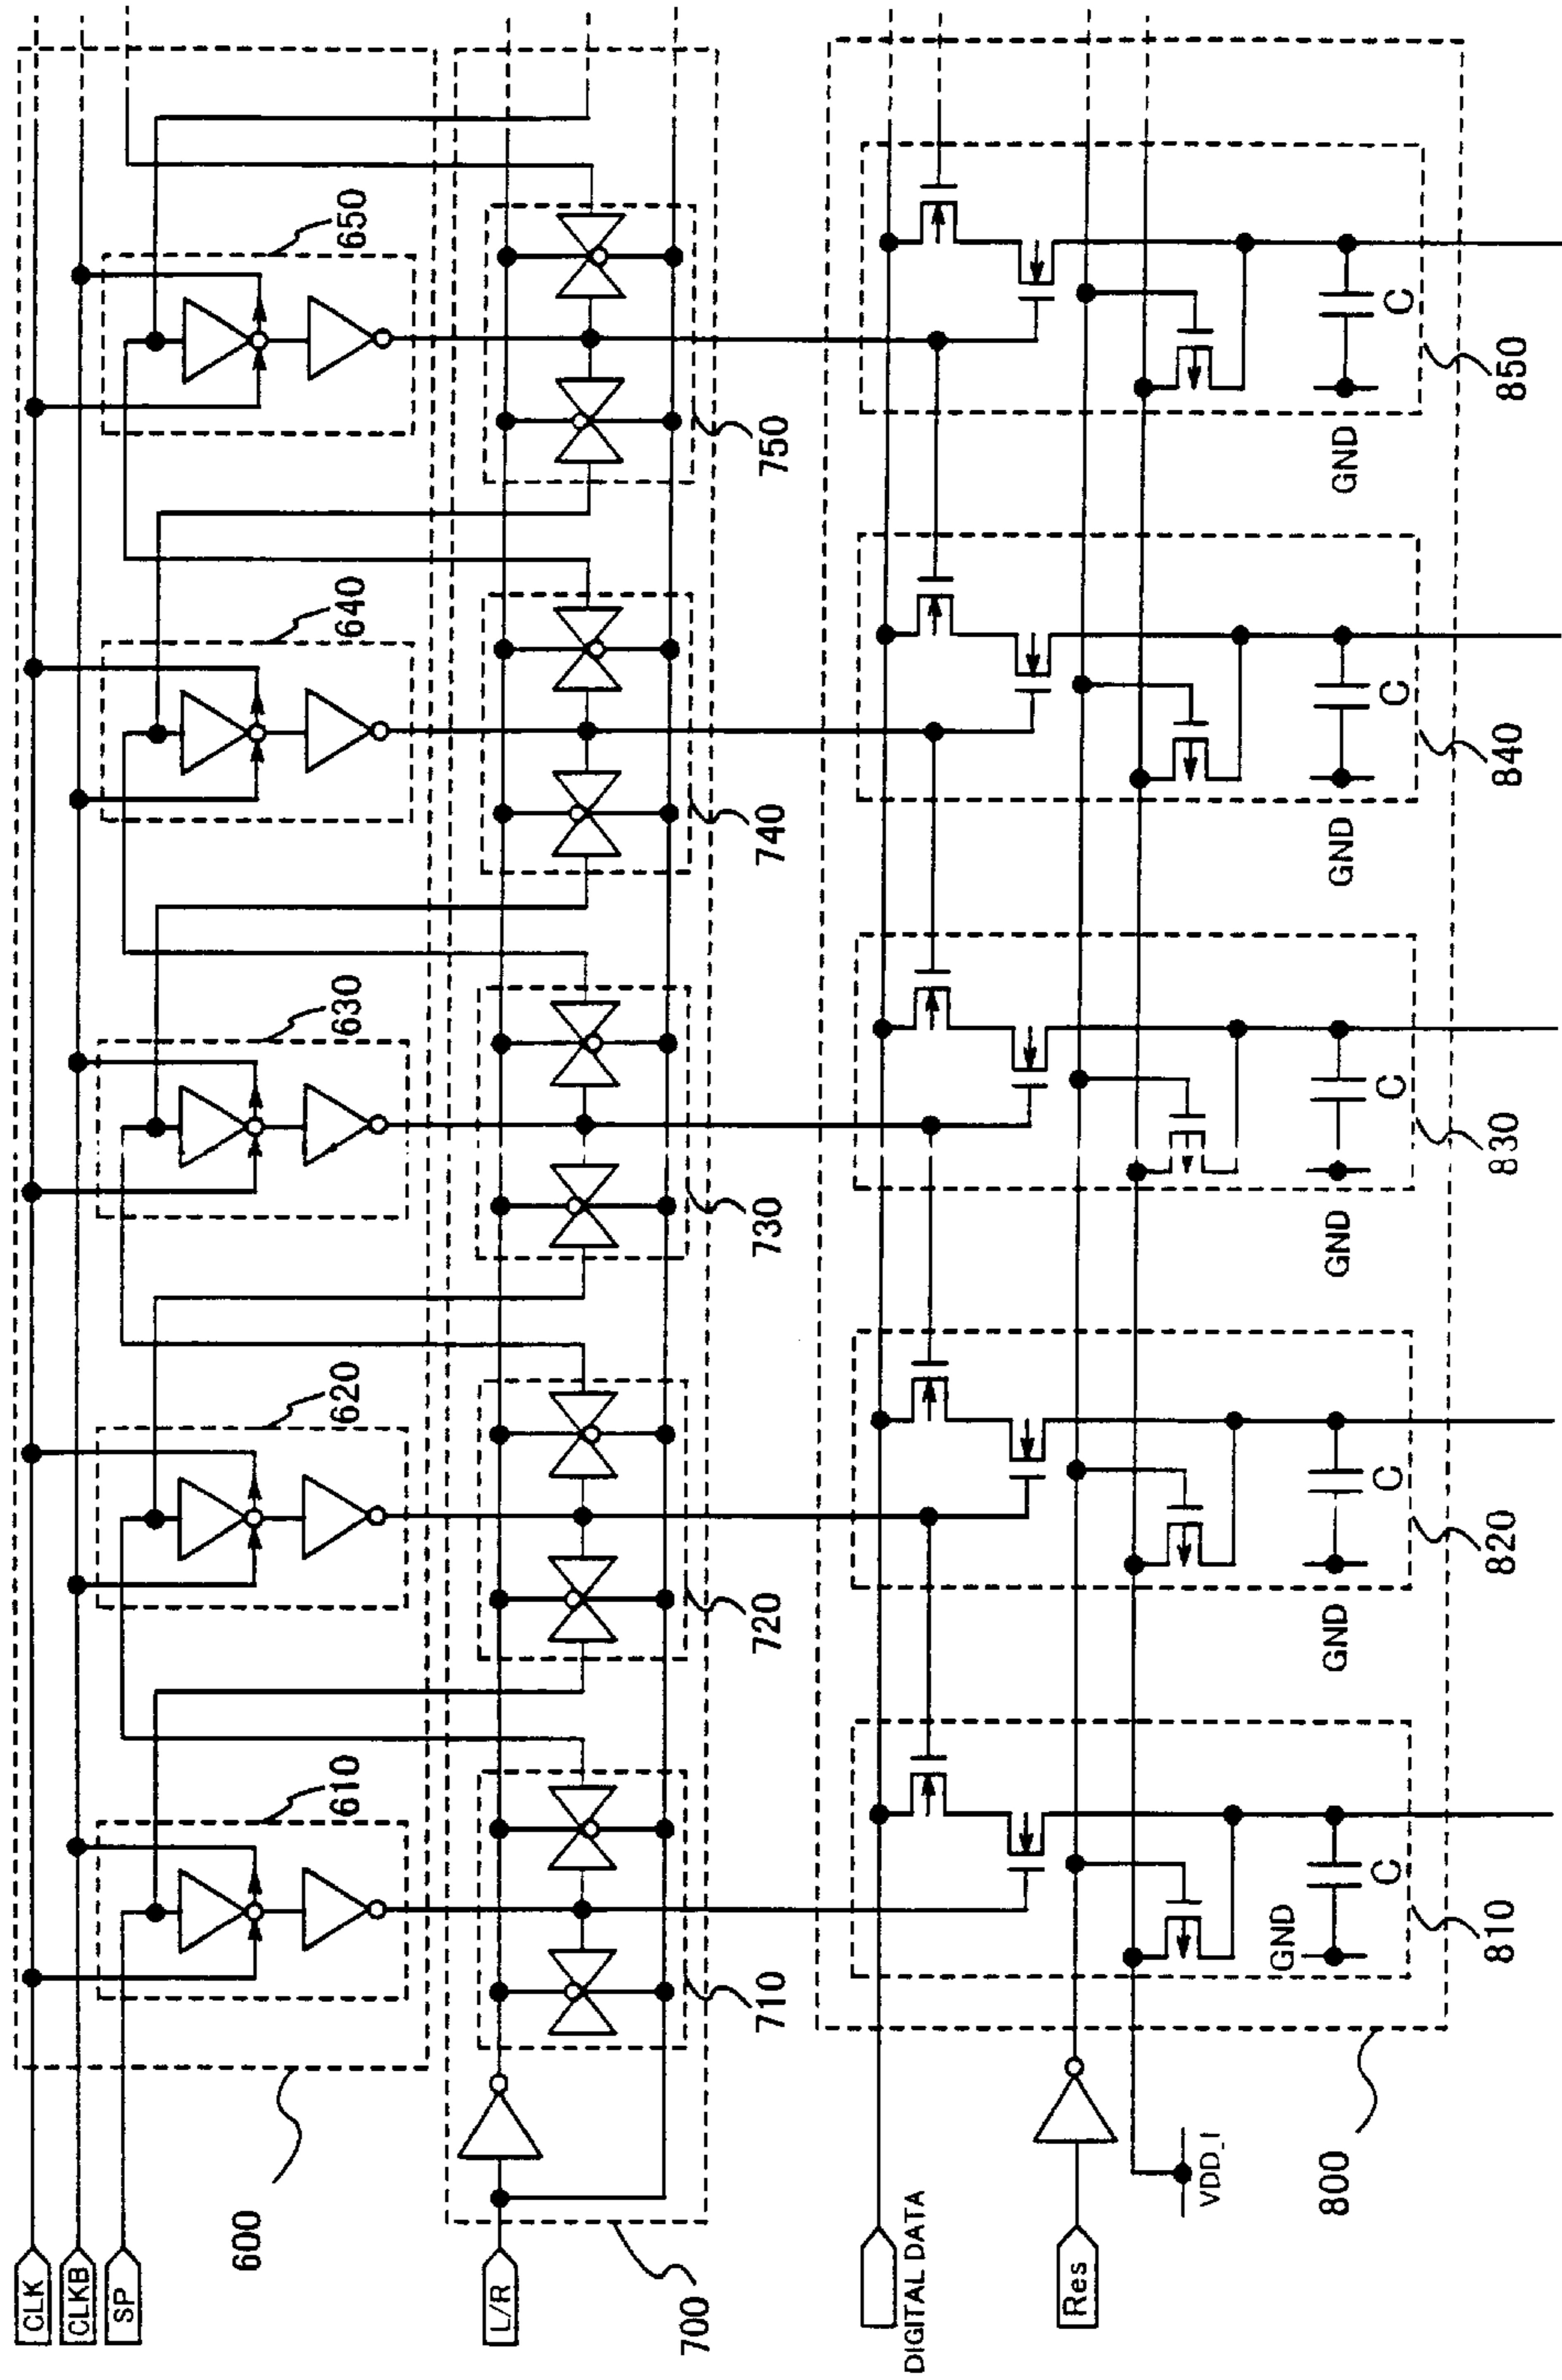 CLK
CLKB
SP
600
610
620
630
640
650
L/R
700
710
720
730
740
750
DIGITAL DATA
Res
VDD_I
800
GND
GND
GND
GND
GND
C
C
C
C
C
810
820
830
840
850